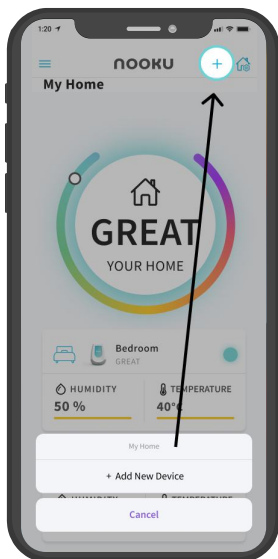 1:20
nooku
+
My Home
GREAT
YOUR HOME
Bedroom
GREAT
HUMIDITY TEMPERATURE
50 % 40°c
My Home
+ Add New Device
HUMIDITY TEMPERATURE
Cancel